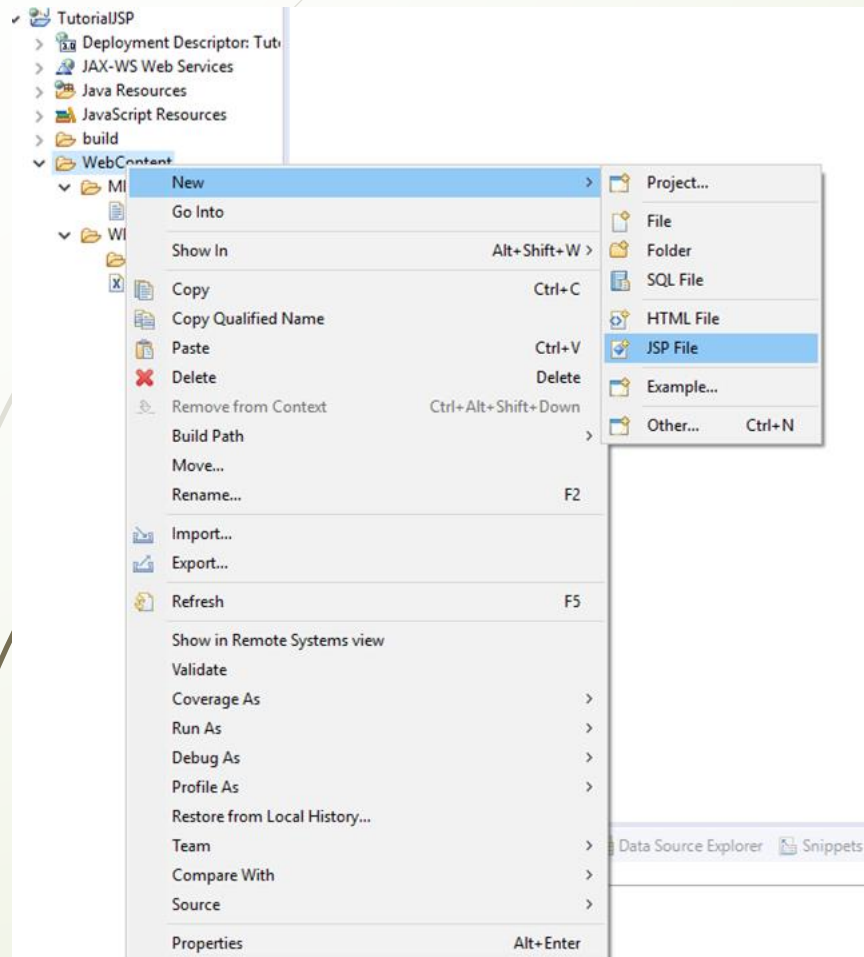 TutorialJSP
Deployment Descriptor: Tut
JAX-WS Web Services
Java Resources
JavaScript Resources
build
WebContent
New
Go Into
Show In Alt+Shift+W
Copy Ctrl+C
Copy Qualified Name
Paste Ctrl+V
Delete Delete
Remove from Context Ctrl+Alt+Shift+Down
Build Path
Move...
Rename... F2
Import...
Export...
Refresh F5
Show in Remote Systems view
Validate
Coverage As
Run As
Debug As
Profile As
Restore from Local History...
Team
Compare With
Source
Properties Alt+Enter
Project...
File
Folder
SQL File
HTML File
JSP File
Example...
Other... Ctrl+N
Data Source Explorer Snippets